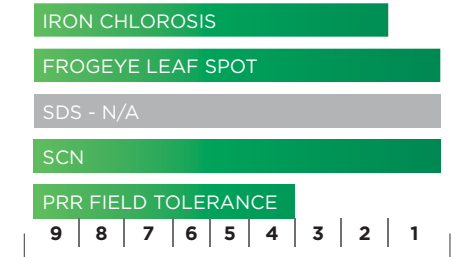 IRON CHLOROSIS
FROGEYE LEAF SPOT
SDS - N/A
SCN
PRR FIELD TOLERANCE
9 8 7 6 5 4 3 2 1